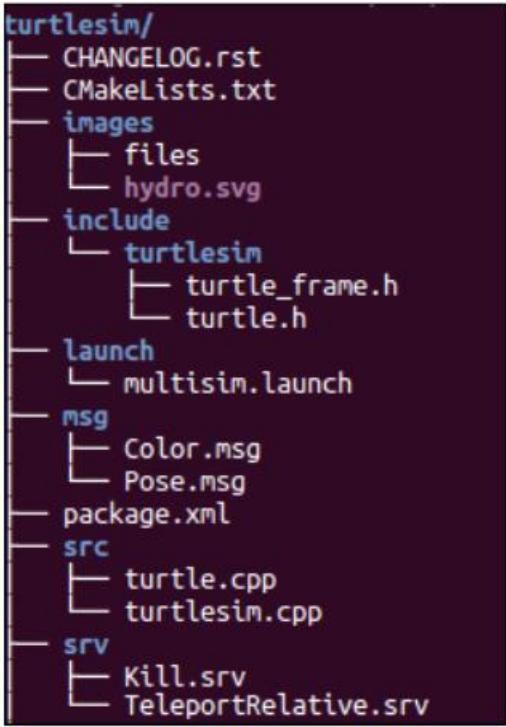 turtlesim/
├── CHANGELOG.rst
├── CMakeLists.txt
├── images
│   ├── files
│   └── hydro.svg
├── include
│   └── turtlesim
│       ├── turtle_frame.h
│       └── turtle.h
├── launch
│   └── multisim.launch
├── msg
│   ├── Color.msg
│   └── Pose.msg
├── package.xml
├── src
│   ├── turtle.cpp
│   └── turtlesim.cpp
├── srv
│   ├── Kill.srv
│   └── TeleportRelative.srv